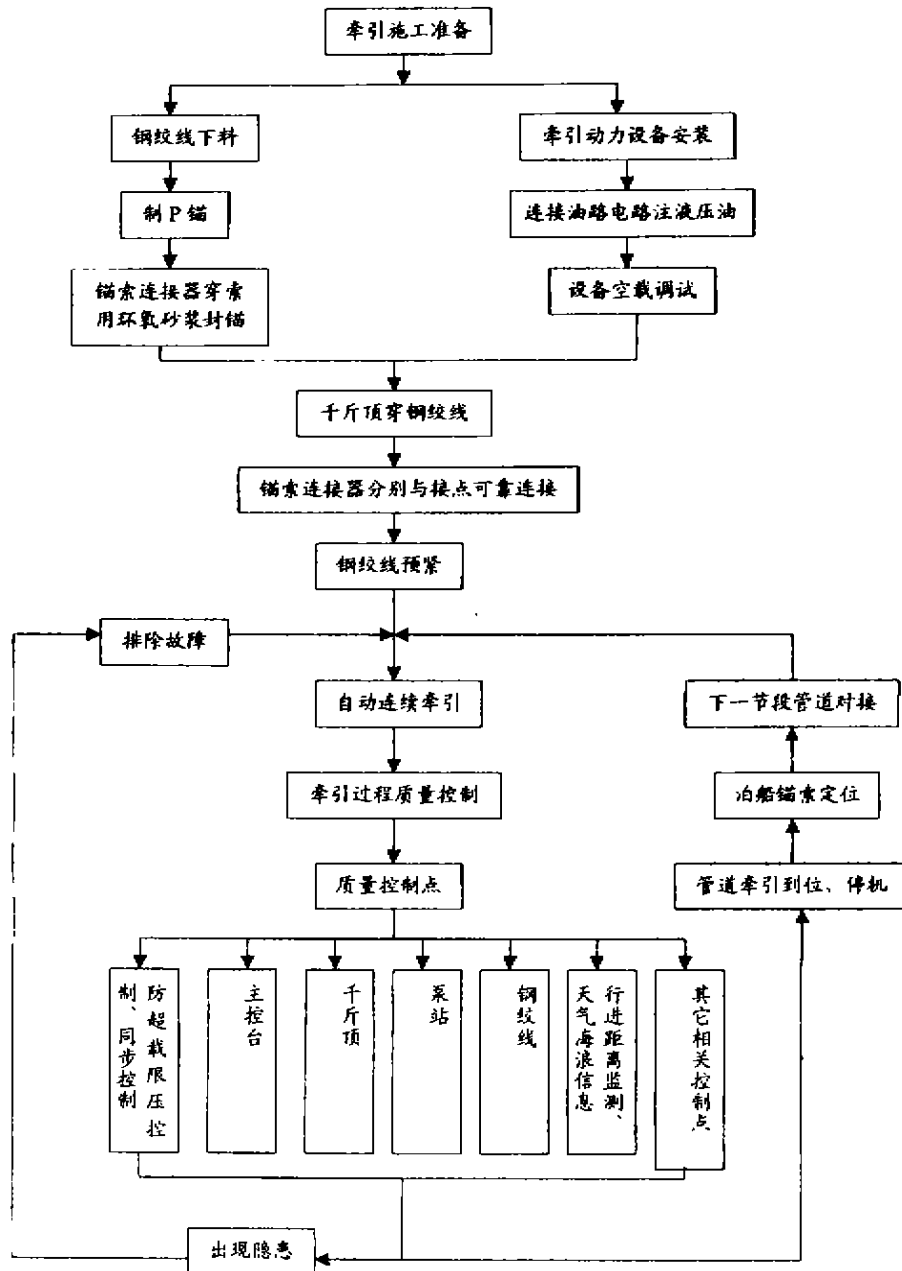 牵引施工准备
钢绞线下料
牵引动力设备安装
制P锚
连接油路电路注液压油
锚索连接器穿索
用环氧砂浆封锚
设备空载调试
千斤顶穿钢绞线
锚索连接器分别与接点可靠连接
钢绞线预紧
排除故障
自动连续牵引
下一节段管道对接
牵引过程质量控制
泊船锚索定位
质量控制点
管道牵引到位、停机
防超载限压控
制、同步控制
主控台
千斤顶
泵站
钢绞线
行进距离监测、
天气海浪信息
其它相关控制点
出现隐患